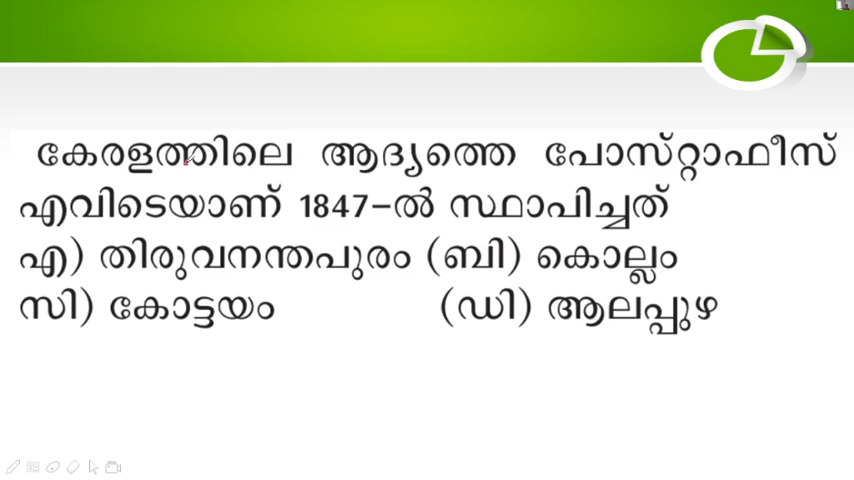 കേരളത്തിലെ ആദ്യത്തെ പോസ്റ്റാഫീസ്
എവിടെയാണ് 1847-ൽ സ്ഥാപിച്ചത്
എ) തിരുവനന്തപുരം (ബി) കൊല്ലം
സി) കോട്ടയം (ഡി) ആലപ്പുഴ